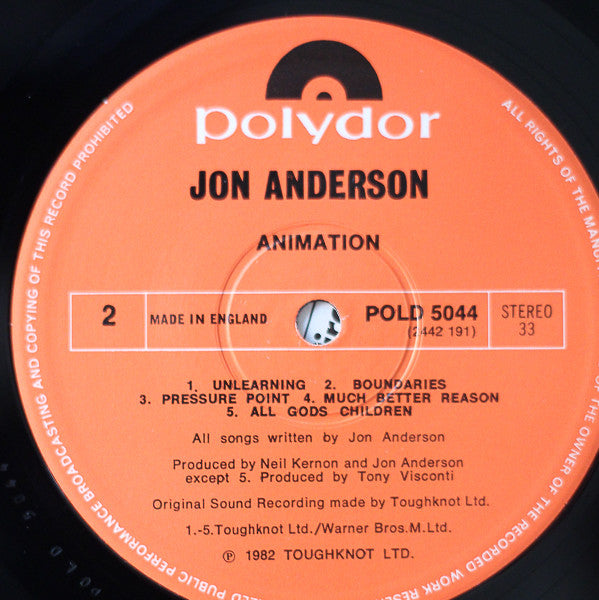 polydor
JON ANDERSON
ANIMATION
2
MADE IN ENGLAND
POLD 5044
(2442 191)
STEREO
33
1. UNLEARNING 2. BOUNDARIES
3. PRESSURE POINT 4. MUCH BETTER REASON
5. ALL GODS CHILDREN
All songs written by Jon Anderson
Produced by Neil Kernon and Jon Anderson
except 5. Produced by Tony Visconti
Original Sound Recording made by Toughknot Ltd.
1.-5.Toughknot Ltd./Warner Bros.M.Ltd.
℗ 1982 TOUGHKNOT LTD.
ALL RIGHTS OF THE
OF THE OWNER OF THE RECORDED WORK
PUBLIC PERFORMANCE BROADCASTING AND COPYING OF THIS RECORD PROHIBITED
POLD 504